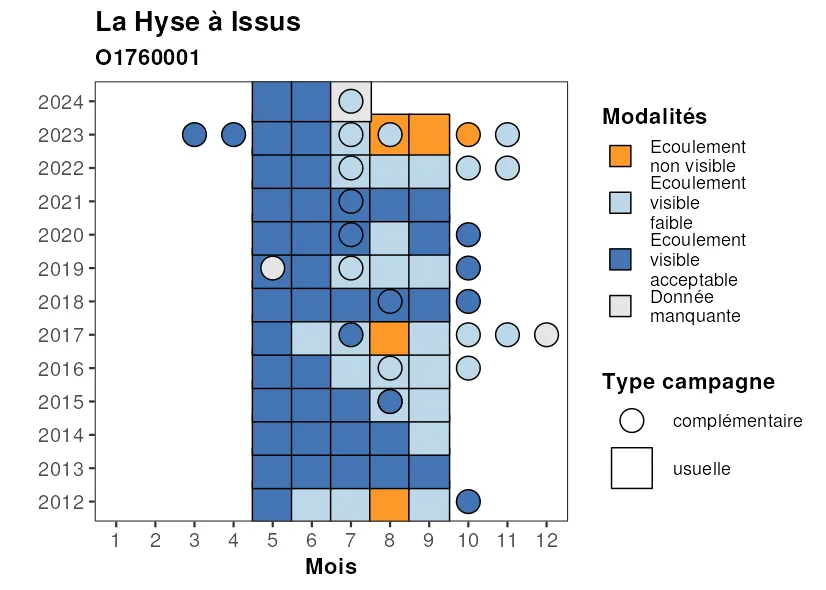 La Hyse à Issus
O1760001
2024
2023
2022
2021
2020
2019
2018
2017
2016
2015
2014
2013
2012
1 2 3 4 5 6 7 8 9 10 11 12
Mois
Modalités
Ecoulement
non visible
Ecoulement
visible
faible
Ecoulement
visible
acceptable
Donnée
manquante
Type campagne
complémentaire
usuelle